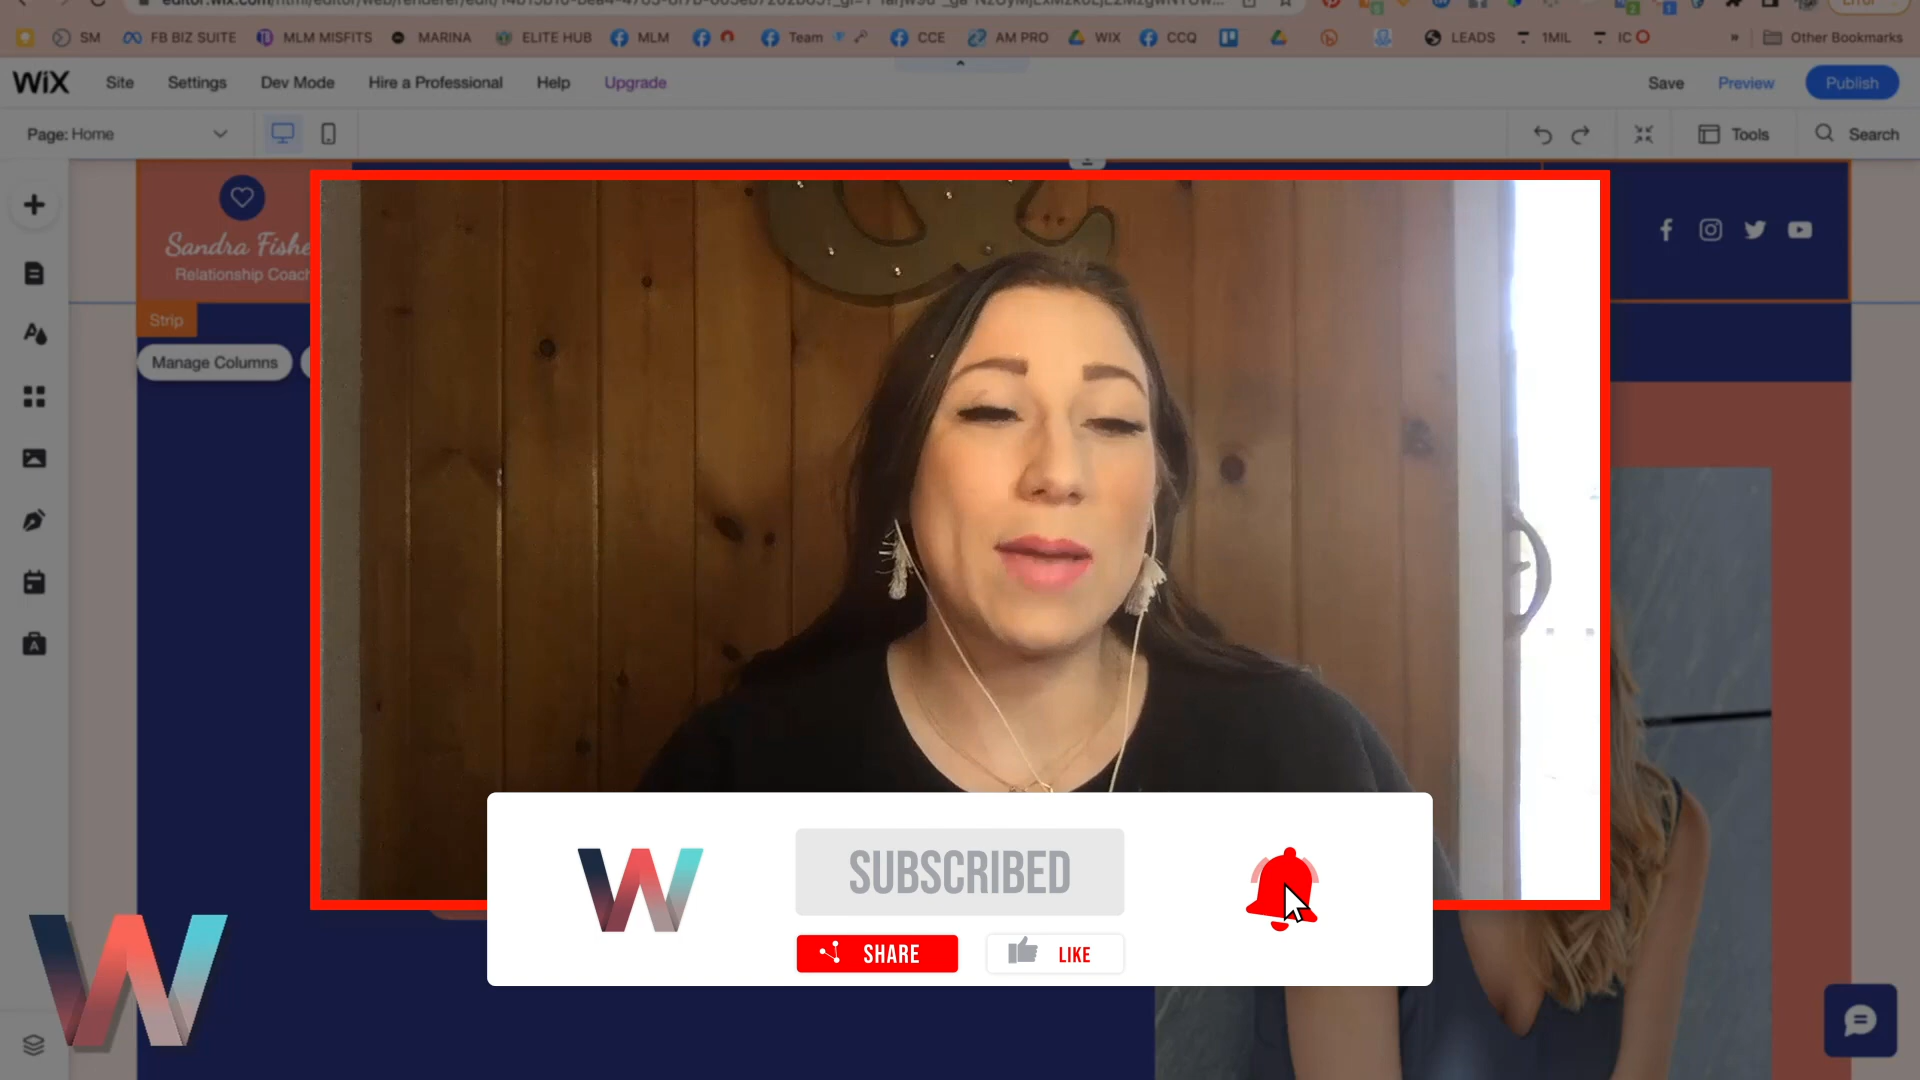 SM
FB BIZ SUITE
MLM MISFITS
MARINA
ELITE HUB
MLM
Team
CCE
AM PRO
WIX
CCQ
LEADS
1MIL
IC
Other Bookmarks
WiX
Site
Settings
Dev Mode
Hire a Professional
Help
Upgrade
Save
Preview
Publish
Page: Home
Tools
Search
Sandra Fishe
Relationship Coach
Strip
Manage Columns
W
SUBSCRIBED
SHARE
LIKE
W